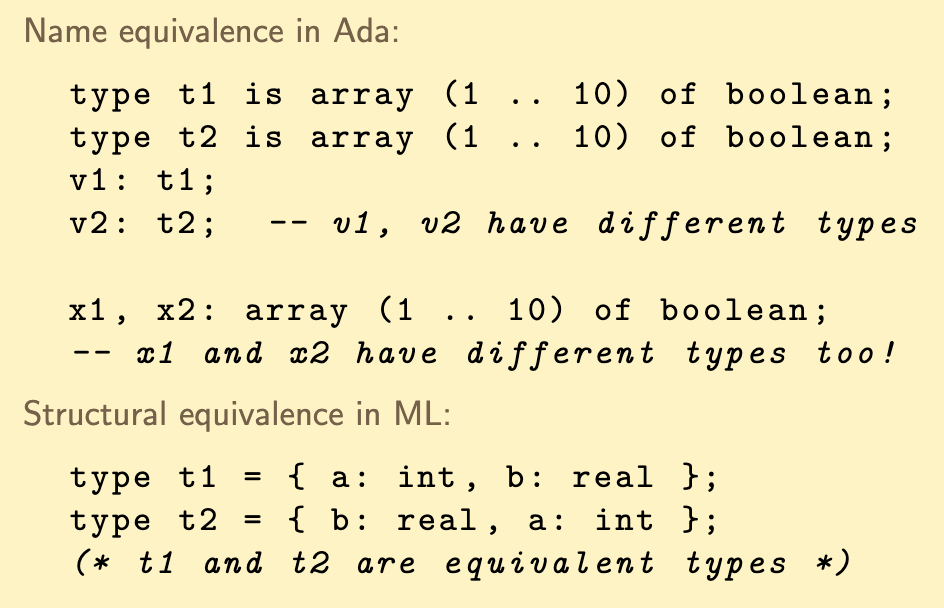 Name equivalence in Ada:
type t1 is array (1 .. 10) of boolean;
type t2 is array (1 .. 10) of boolean;
v1: t1;
v2: t2; -- v1, v2 have different types
x1, x2: array (1 .. 10) of boolean;
-- x1 and x2 have different types too!
Structural equivalence in ML:
type t1 = { a: int, b: real };
type t2 = { b: real, a: int };
(* t1 and t2 are equivalent types *)